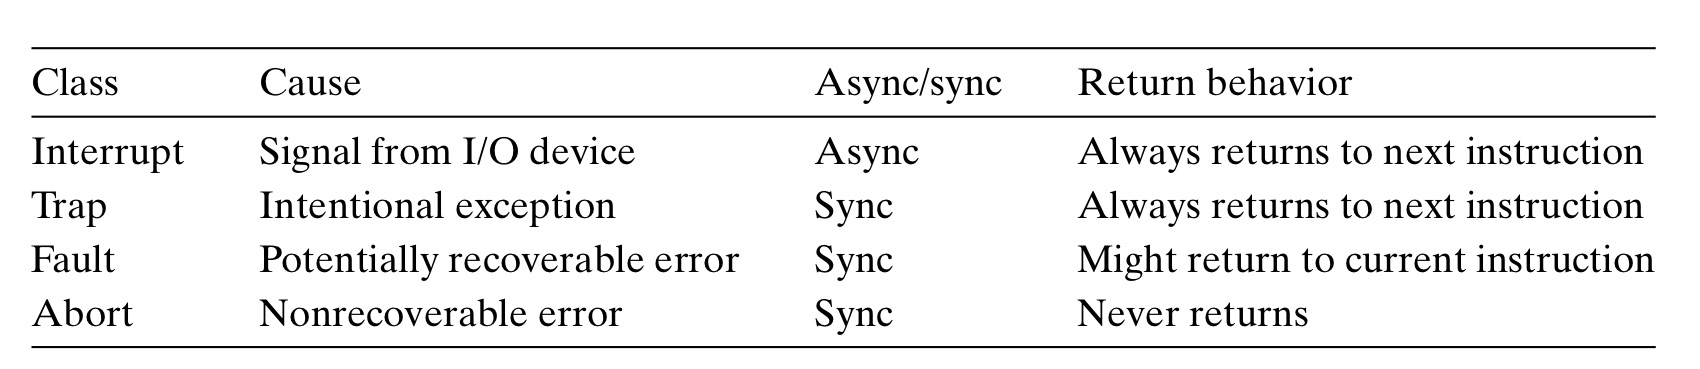 Class Cause Async/sync Return behavior
Interrupt Signal from I/O device Async Always returns to next instruction
Trap Intentional exception Sync Always returns to next instruction
Fault Potentially recoverable error Sync Might return to current instruction
Abort Nonrecoverable error Sync Never returns